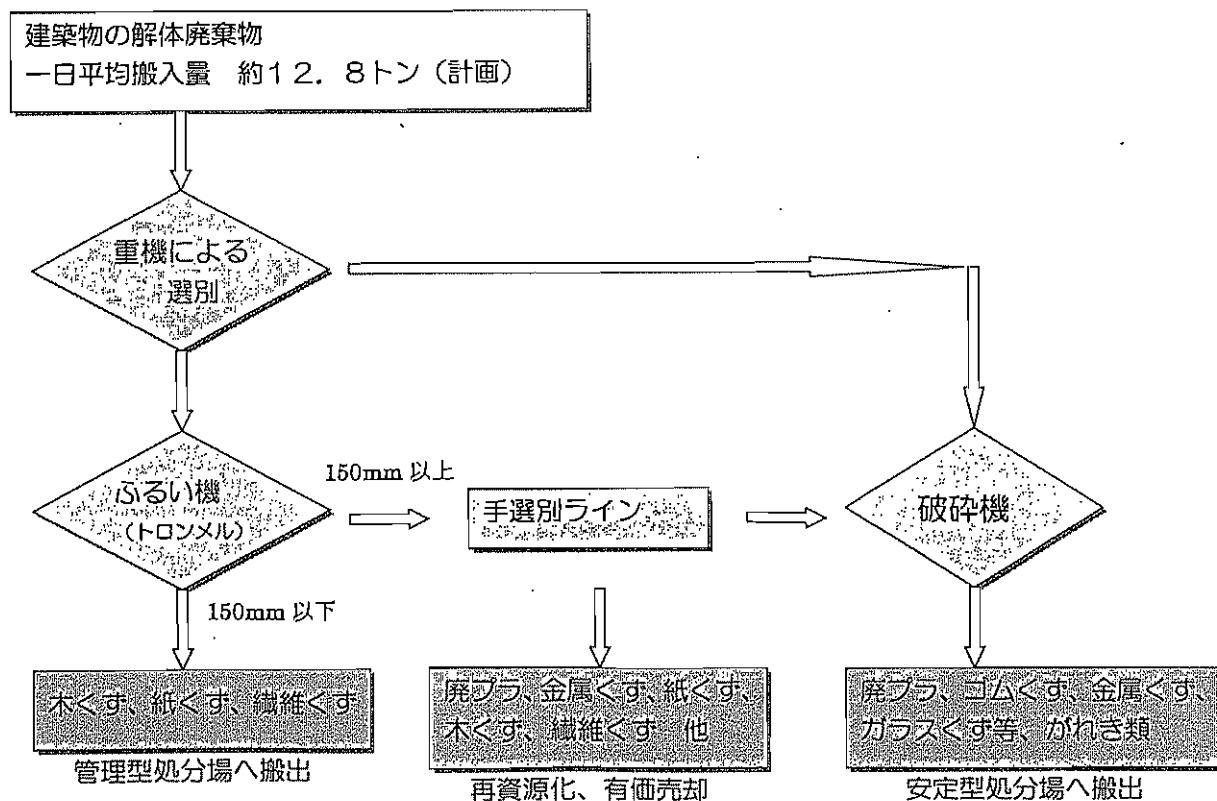 建築物の解体廃棄物
一日平均搬入量 約12.8トン(計画)
重機による
選別
ふるい機
(トロンメル)
150mm 以上
手選別ライン
破砕機
150mm 以下
木くず、紙くず、繊維くず
管理型処分場へ搬出
廃プラ、金属くず、紙くず、
木くず、繊維くず 他
再資源化、有価売却
廃プラ、ゴムくず、金属くず、
ガラスくず等、がれき類
安定型処分場へ搬出